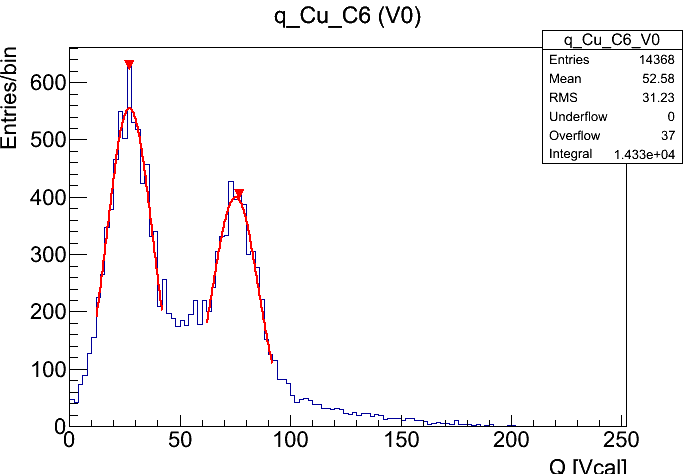 q_Cu_C6 (V0)
q_Cu_C6_V0
Entries 14368
Mean 52.58
RMS 31.23
Underflow 0
Overflow 37
Integral 1.433e+04
Entries/bin
600
500
400
300
200
100
0
0 50 100 150 200 250
Q [Vcal]